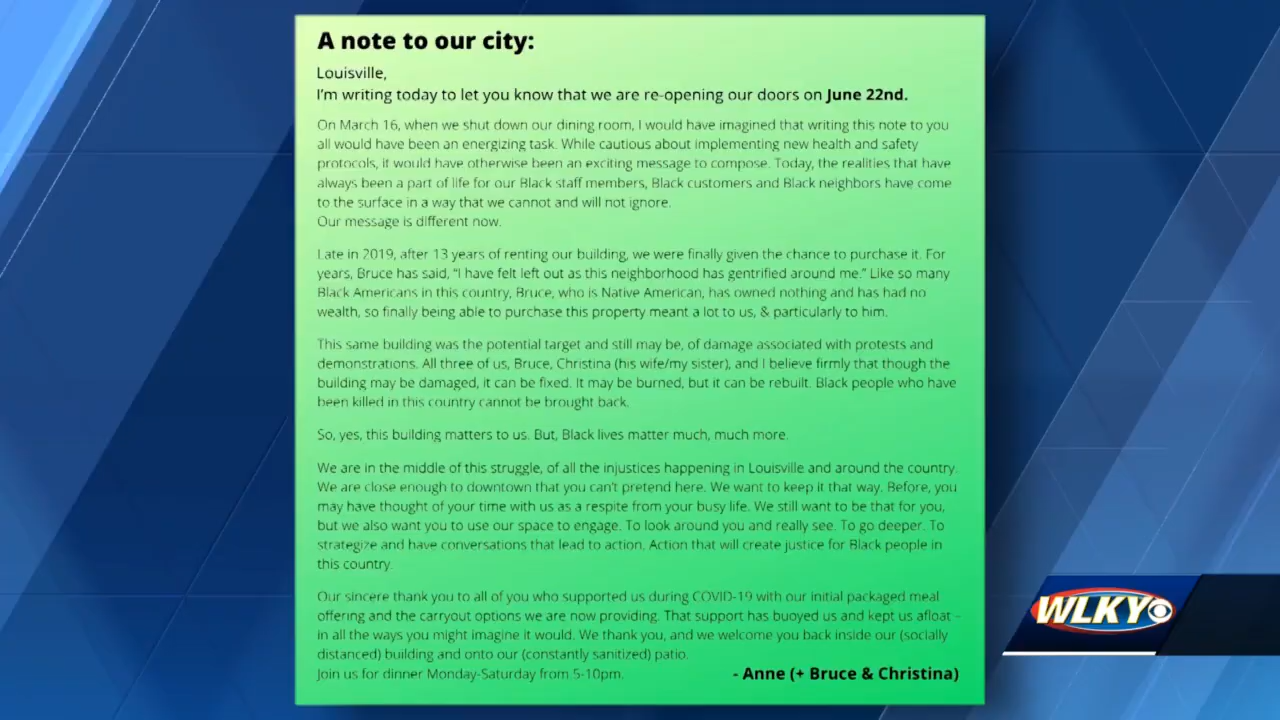 A note to our city:
Louisville,
I'm writing today to let you know that we are re-opening our doors on June 22nd.
On March 16, when we shut down our dining room, I would have imagined that writing this note to you
all would have been an energizing task. While cautious about implementing new health and safety
protocols, it would have otherwise been an exciting message to compose. Today, the realities that have
always been a part of life for our Black staff members, Black customers and Black neighbors have come
to the surface in a way that we cannot and will not ignore.
Our message is different now.
Late in 2019, after 13 years of renting our building, we were finally given the chance to purchase it. For
years, Bruce has said, "I have felt left out as this neighborhood has gentrified around me." Like so many
Black Americans in this country, Bruce, who is Native American, has owned nothing and has had no
wealth, so finally being able to purchase this property meant a lot to us, & particularly to him.
This same building was the potential target and still may be, of damage associated with protests and
demonstrations. All three of us, Bruce, Christina (his wife/my sister), and I believe firmly that though the
building may be damaged, it can be fixed. It may be burned, but it can be rebuilt. Black people who have
been killed in this country cannot be brought back.
So, yes, this building matters to us. But, Black lives matter much, much more.
We are in the middle of this struggle, of all the injustices happening in Louisville and around the country.
We are close enough to downtown that you can't pretend here. We want to keep it that way. Before, you
may have thought of your time with us as a respite from your busy life. We still want to be that for you,
but we also want you to use our space to engage. To look around you and really see. To go deeper. To
strategize and have conversations that lead to action. Action that will create justice for Black people in
this country.
Our sincere thank you to all of you who supported us during COVID-19 with our initial packaged meal
offering and the carryout options we are now providing. That support has buoyed us and kept us afloat –
in all the ways you might imagine it would. We thank you, and we welcome you back inside our (socially
distanced) building and onto our (constantly sanitized) patio.
Join us for dinner Monday-Saturday from 5-10pm.
- Anne (+ Bruce & Christina)
WLKY